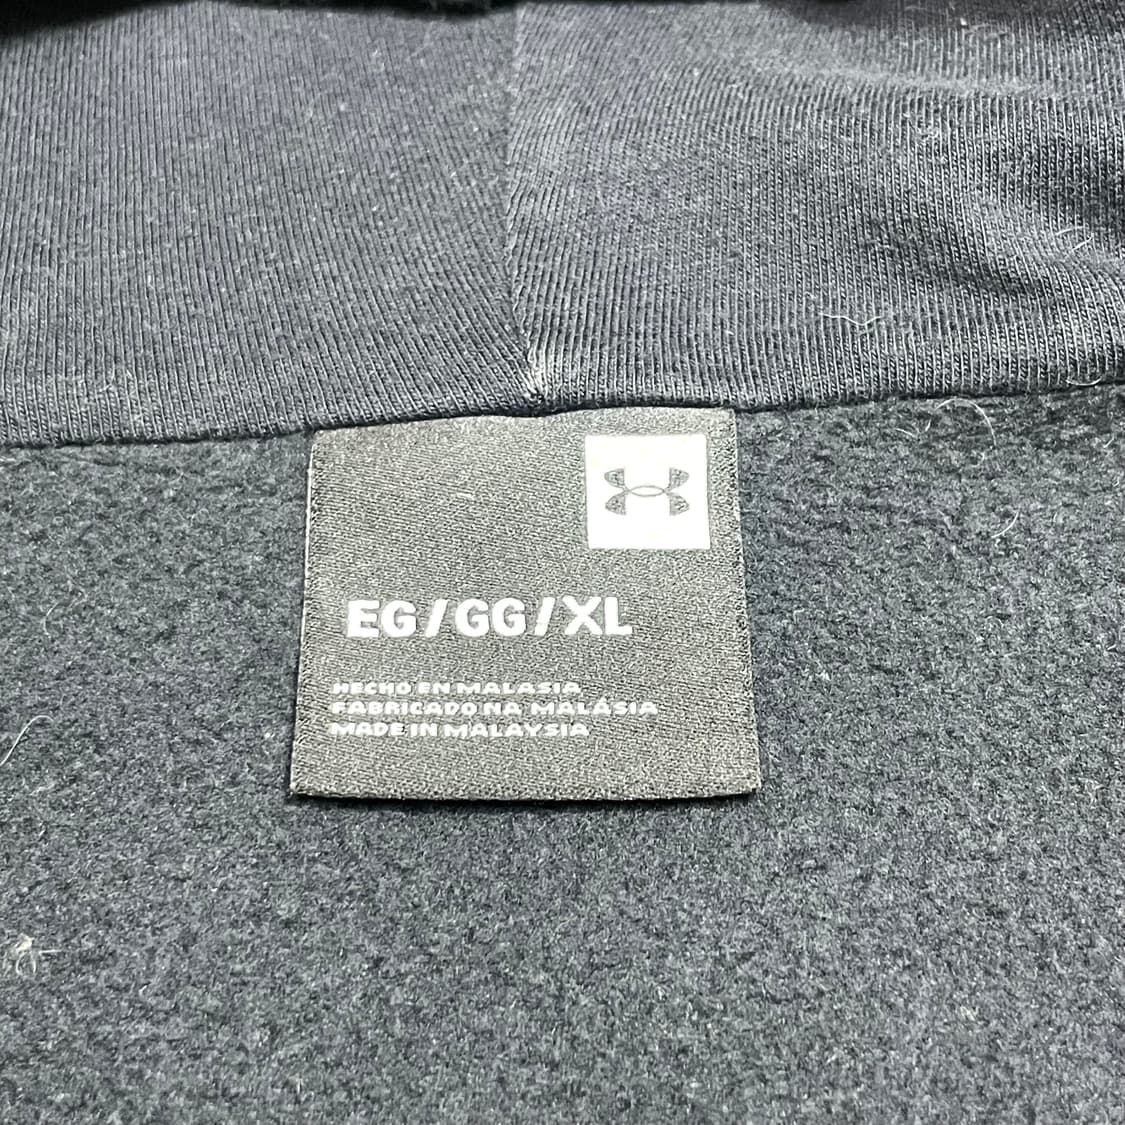 EG/GG/XL
HECHO EN MALASIA
FABRICADO NA MALÁSIA
MADE IN MALAYSIA